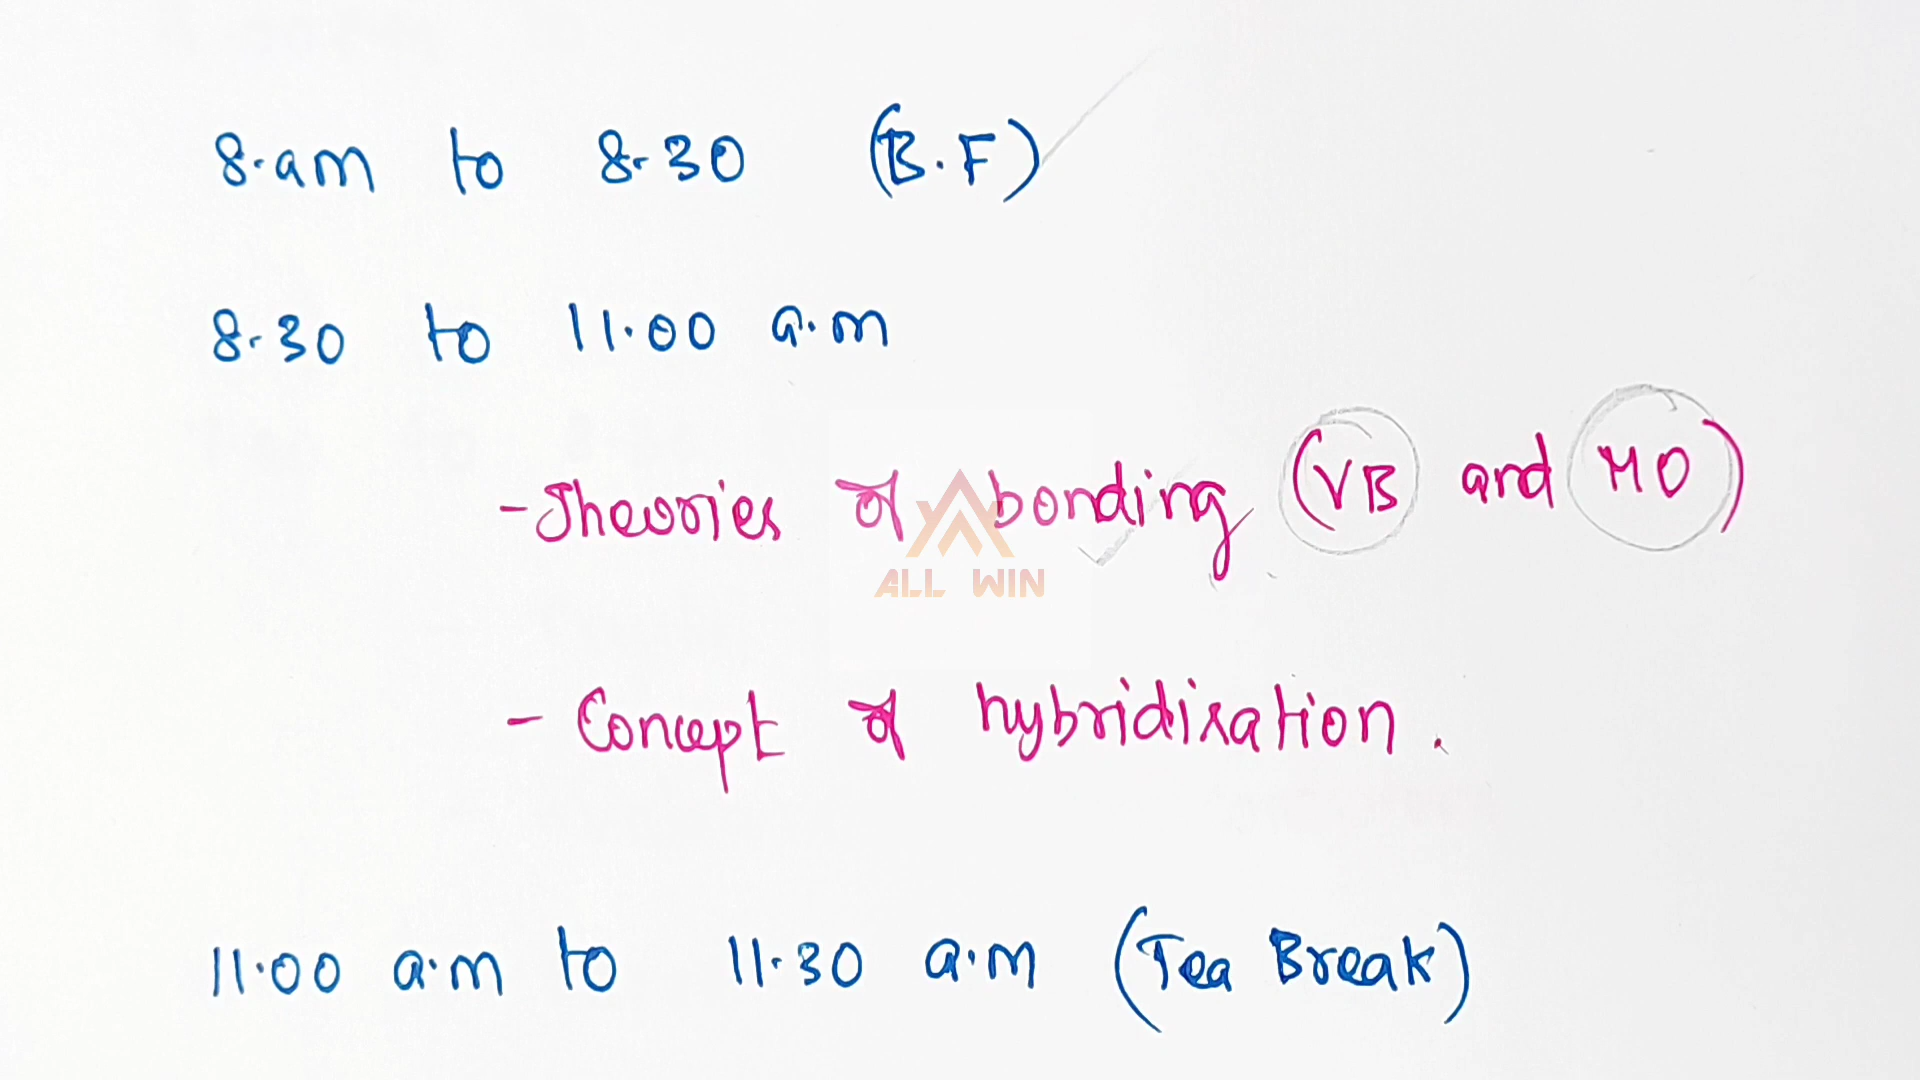 8.am to 8.30 (B.F)
8.30 to 11.00 a.m
- Theories of bonding (VB and MO)
ALL WIN
- Concept of hybridization.
11.00 a.m to 11.30 a.m (Tea Break)